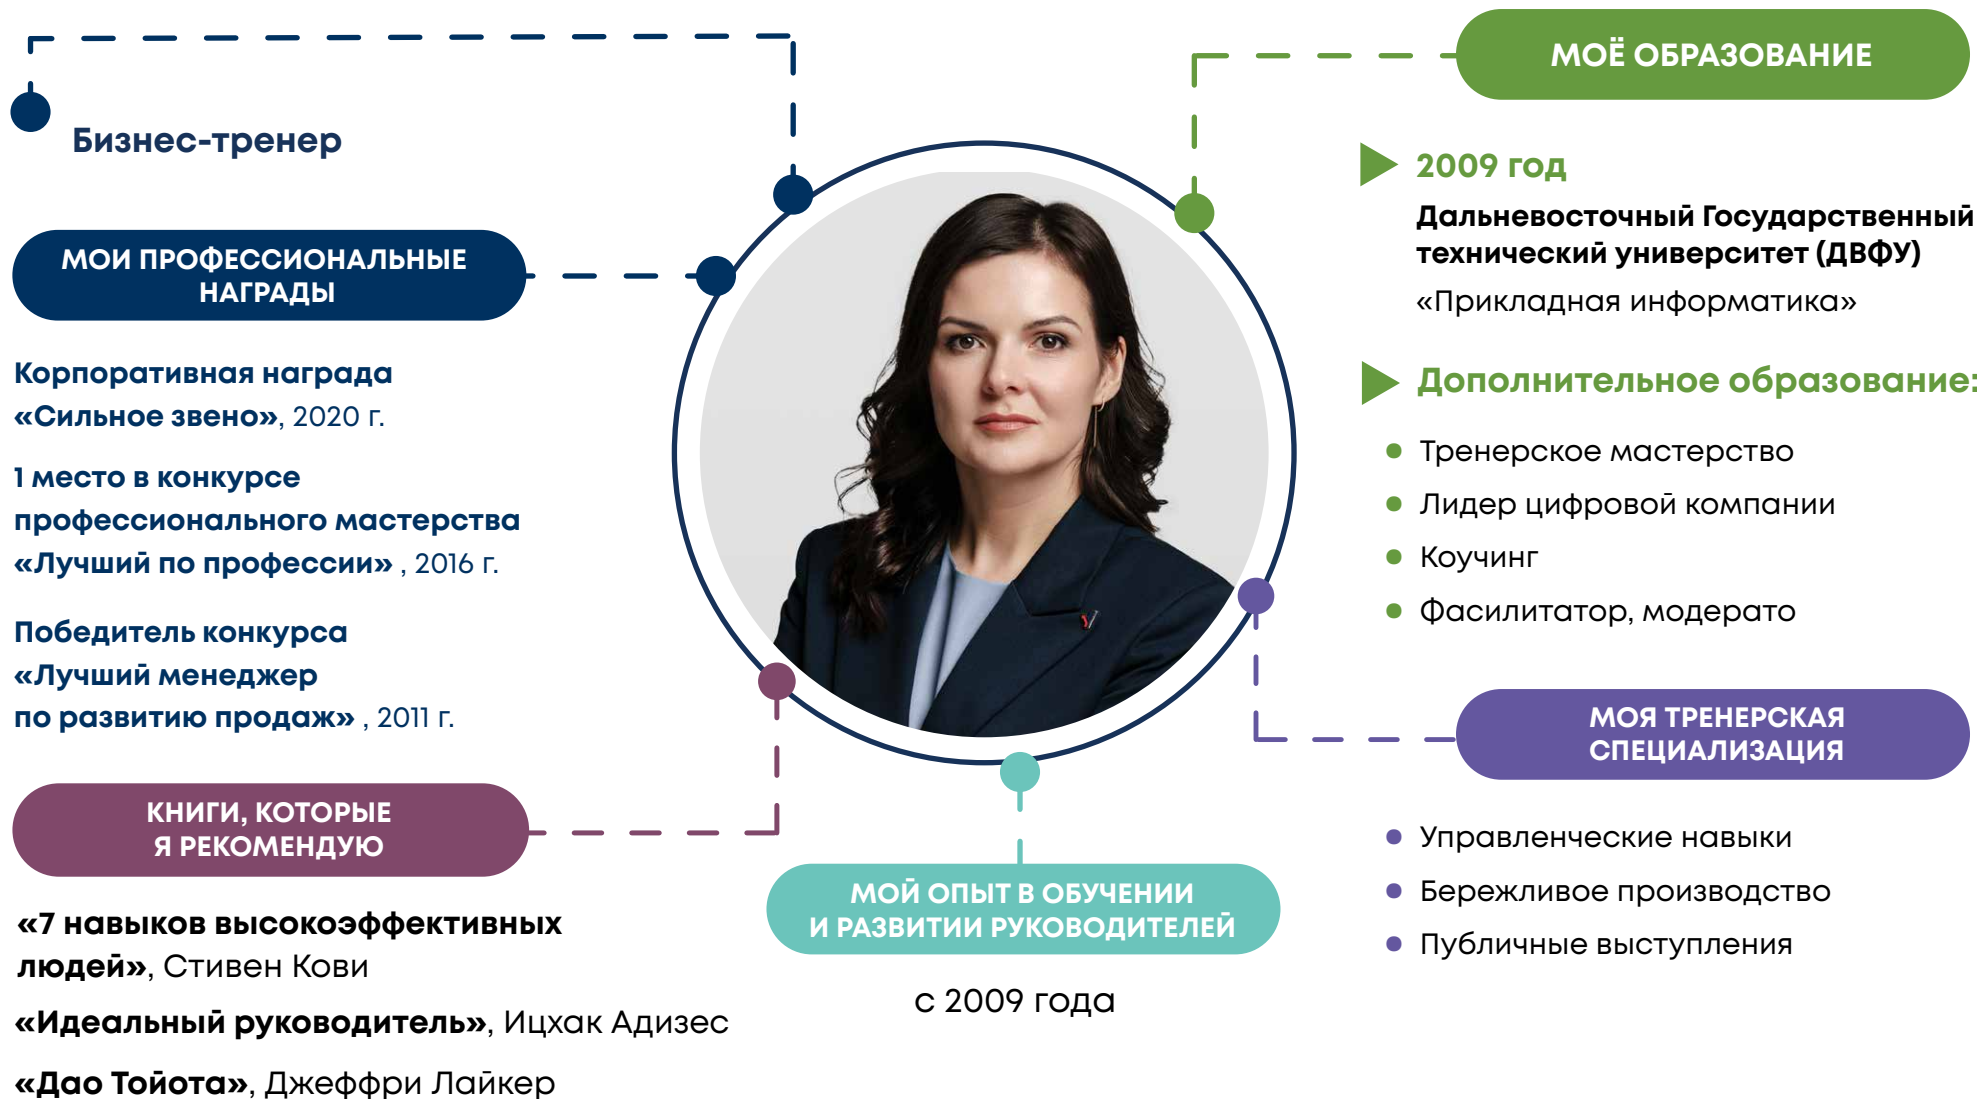 Бизнес-тренер
МОИ ПРОФЕССИОНАЛЬНЫЕ
НАГРАДЫ
Корпоративная награда
«Сильное звено», 2020 г.
1 место в конкурсе
профессионального мастерства
«Лучший по профессии» , 2016 г.
Победитель конкурса
«Лучший менеджер
по развитию продаж» , 2011 г.
КНИГИ, КОТОРЫЕ
Я РЕКОМЕНДУЮ
«7 навыков высокоэффективных
людей», Стивен Кови
«Идеальный руководитель», Ицхак Адизес
«Дао Тойота», Джеффри Лайкер
МОЙ ОПЫТ В ОБУЧЕНИИ
И РАЗВИТИИ РУКОВОДИТЕЛЕЙ
с 2009 года
МОЁ ОБРАЗОВАНИЕ
2009 год
Дальневосточный Государственный
технический университет (ДВФУ)
«Прикладная информатика»
Дополнительное образование:
Тренерское мастерство
Лидер цифровой компании
Коучинг
Фасилитатор, модерато
МОЯ ТРЕНЕРСКАЯ
СПЕЦИАЛИЗАЦИЯ
Управленческие навыки
Бережливое производство
Публичные выступления